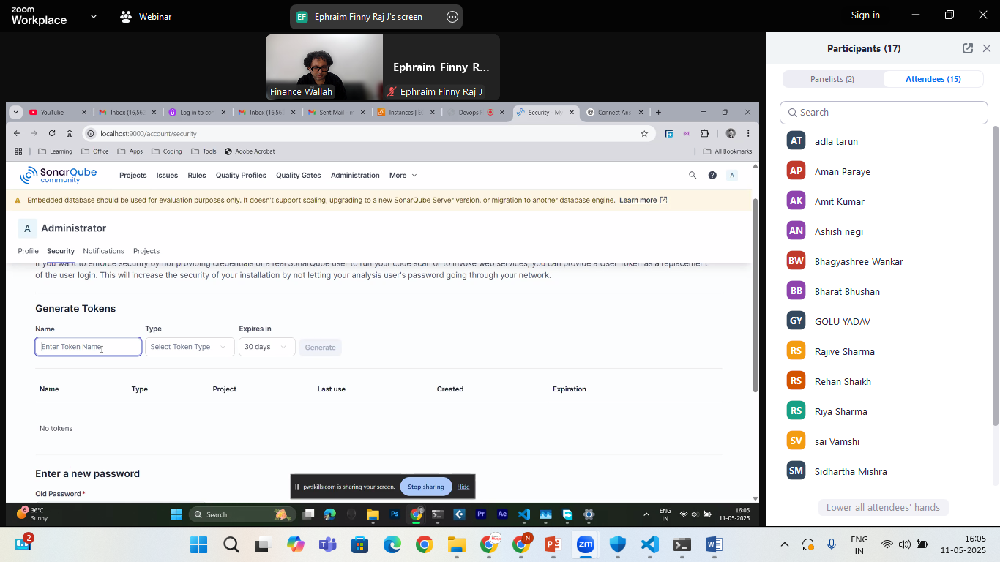 zoom
Workplace
Webinar
EF Ephraim Finny Raj J's screen
Sign in
Finance Wallah
Ephraim Finny R...
Ephraim Finny Raj J
YouTube
Inbox (16,56
Log in to con
Inbox (16,56
Sent Mail - m
Instances | E
Devops F
Security - My
Connect Ans
localhost:9000/account/security
Learning
Office
Apps
Coding
Tools
Adobe Acrobat
All Bookmarks
SonarQube
community
Projects
Issues
Rules
Quality Profiles
Quality Gates
Administration
More
A
Embedded database should be used for evaluation purposes only. It doesn't support scaling, upgrading to a new SonarQube Server version, or migration to another database engine. Learn more
A Administrator
Profile
Security
Notifications
Projects
If you want to enforce security by not providing credentials of a real SonarQube user to run your code scan or to invoke web services, you can provide a User Token as a replacement
of the user login. This will increase the security of your installation by not letting your analysis user's password going through your network.
Generate Tokens
Name
Type
Expires in
Enter Token Name
Select Token Type
30 days
Generate
Name
Type
Project
Last use
Created
Expiration
No tokens
Enter a new password
Old Password *
pwskills.com is sharing your screen.
Stop sharing
Hide
6
36°C
Sunny
Search
Ps
Pr
Ae
ENG
IN
16:05
11-05-2025
Participants (17)
Panelists (2)
Attendees (15)
Search
AT adla tarun
AP Aman Paraye
AK Amit Kumar
AN Ashish negi
BW Bhagyashree Wankar
BB Bharat Bhushan
GY GOLU YADAV
RS Rajive Sharma
RS Rehan Shaikh
RS Riya Sharma
SV sai Vamshi
SM Sidhartha Mishra
Lower all attendees' hands
2
N
zm
ENG
IN
16:05
11-05-2025